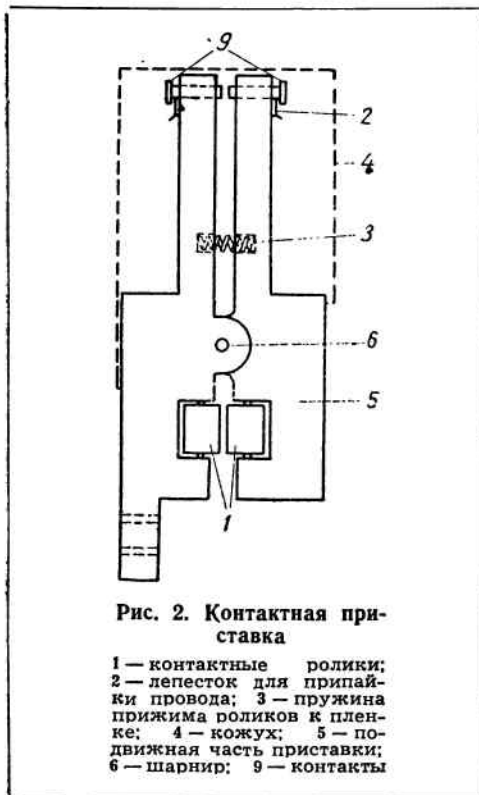 9
2
4
3
6
5
1
Рис. 2. Контактная при-
ставка
1 — контактные ролики;
2 — лепесток для припай-
ки провода; 3 — пружина
прижима роликов к плен-
ке; 4 — кожух; 5 — по-
движная часть приставки;
6 — шарнир; 9 — контакты